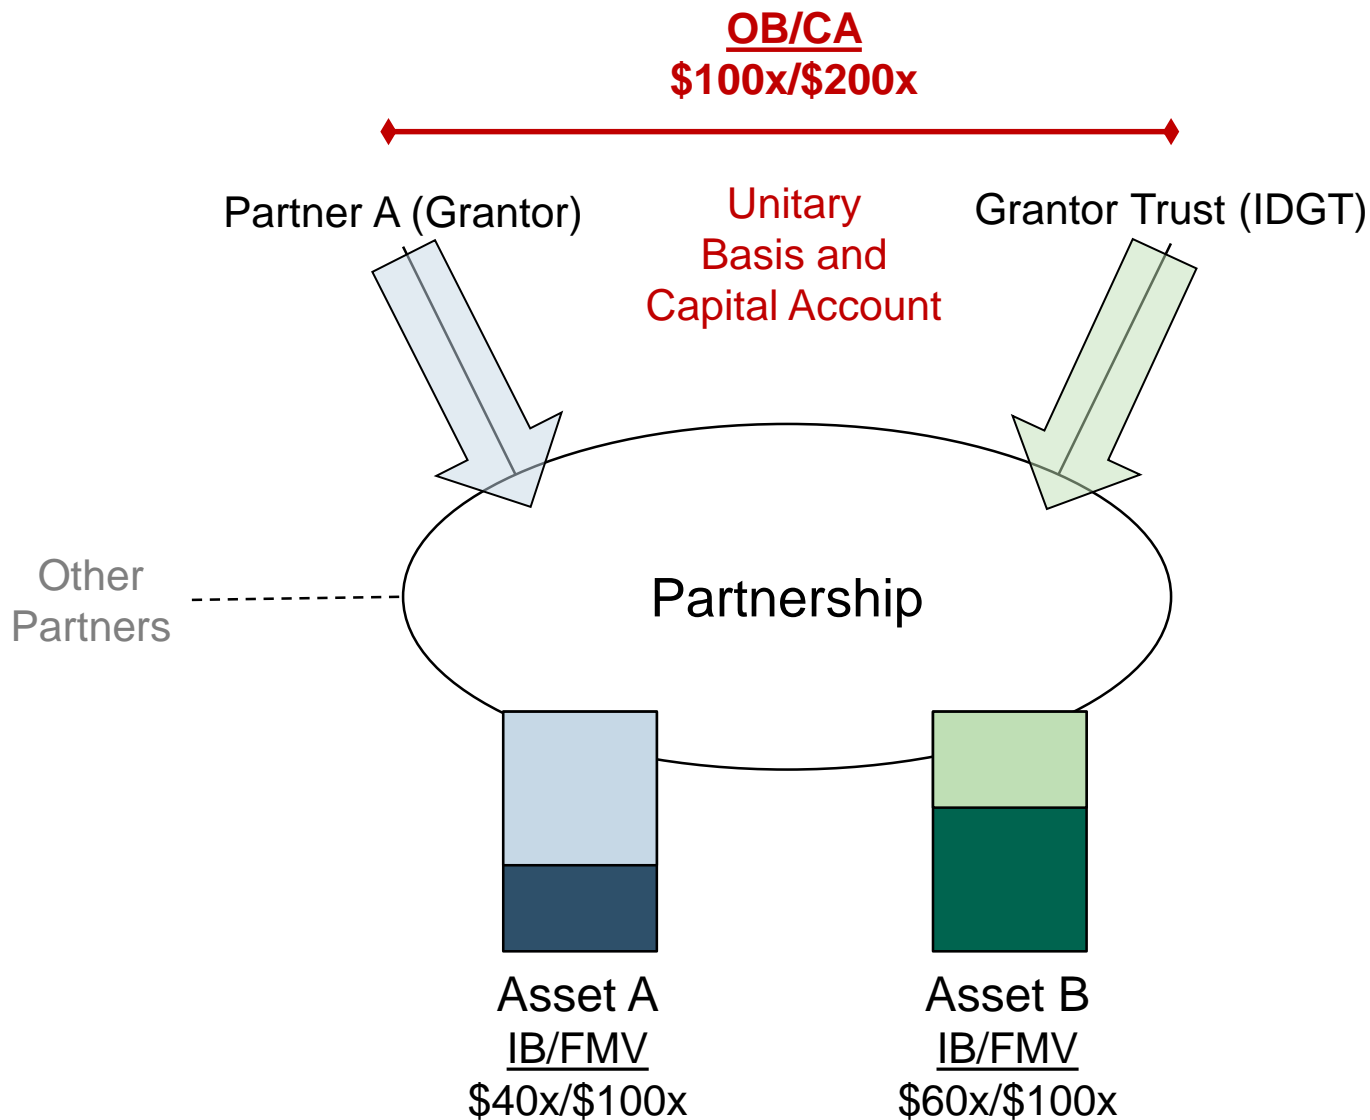 OB/CA
$100x/$200x
Partner A (Grantor)
Unitary
Basis and
Capital Account
Grantor Trust (IDGT)
Other
Partners
Partnership
Asset A
IB/FMV
$40x/$100x
Asset B
IB/FMV
$60x/$100x